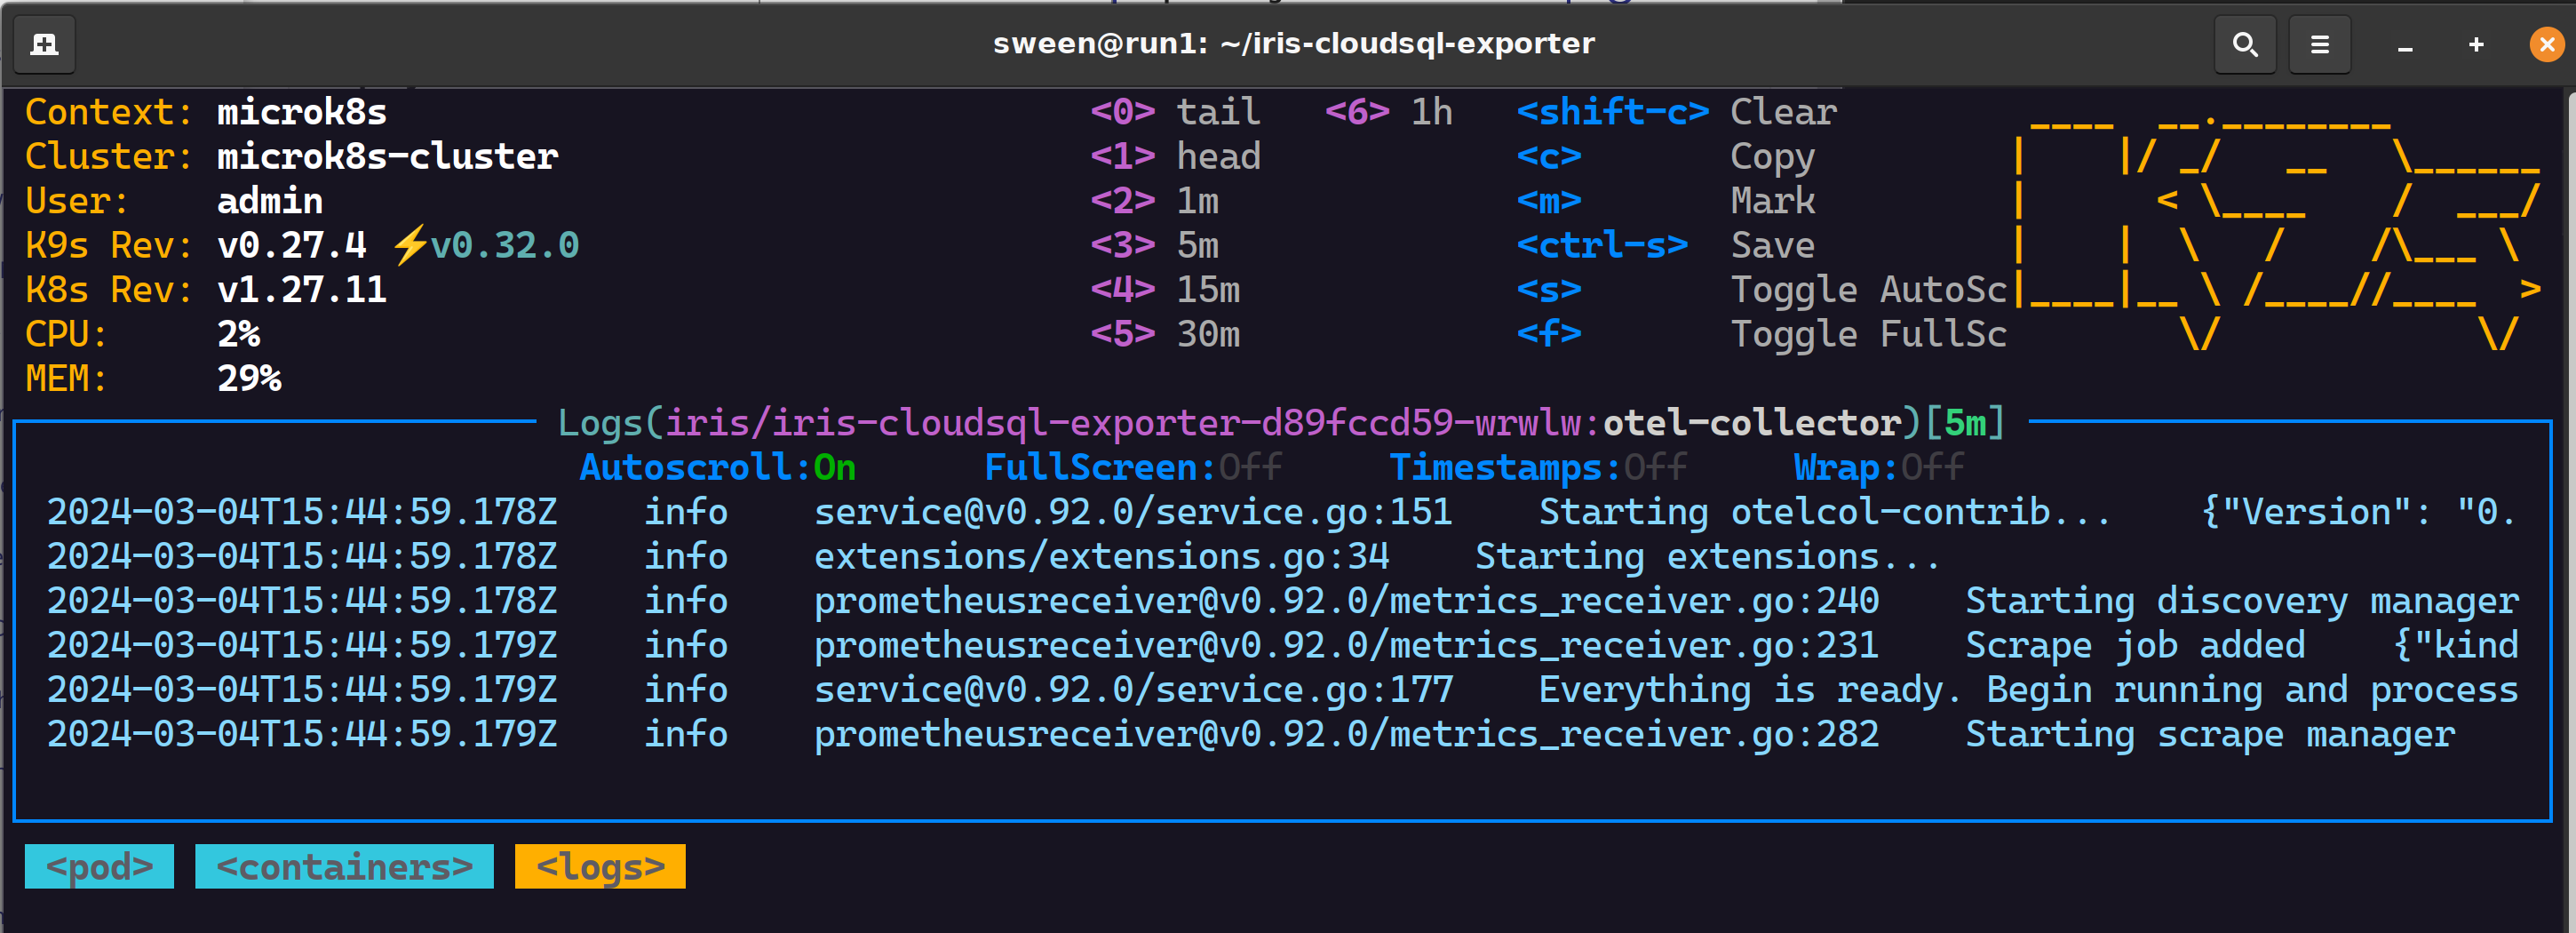 sween@run1: ~/iris-cloudsql-exporter
Context: microk8s <0> tail <6> 1h <shift-c> Clear
Cluster: microk8s-cluster <1> head <c> Copy
User: admin <2> 1m <m> Mark
K9s Rev: v0.27.4 ⚡v0.32.0 <3> 5m <ctrl-s> Save
K8s Rev: v1.27.11 <4> 15m <s> Toggle AutoSc
CPU: 2% <5> 30m <f> Toggle FullSc
MEM: 29%
Logs(iris/iris-cloudsql-exporter-d89fccd59-wrwlw:otel-collector)[5m]
Autoscroll:On FullScreen:Off Timestamps:Off Wrap:Off
2024-03-04T15:44:59.178Z info service@v0.92.0/service.go:151 Starting otelcol-contrib... {"Version": "0.
2024-03-04T15:44:59.178Z info extensions/extensions.go:34 Starting extensions...
2024-03-04T15:44:59.178Z info prometheusreceiver@v0.92.0/metrics_receiver.go:240 Starting discovery manager
2024-03-04T15:44:59.179Z info prometheusreceiver@v0.92.0/metrics_receiver.go:231 Scrape job added {"kind
2024-03-04T15:44:59.179Z info service@v0.92.0/service.go:177 Everything is ready. Begin running and process
2024-03-04T15:44:59.179Z info prometheusreceiver@v0.92.0/metrics_receiver.go:282 Starting scrape manager
<pod> <containers> <logs>